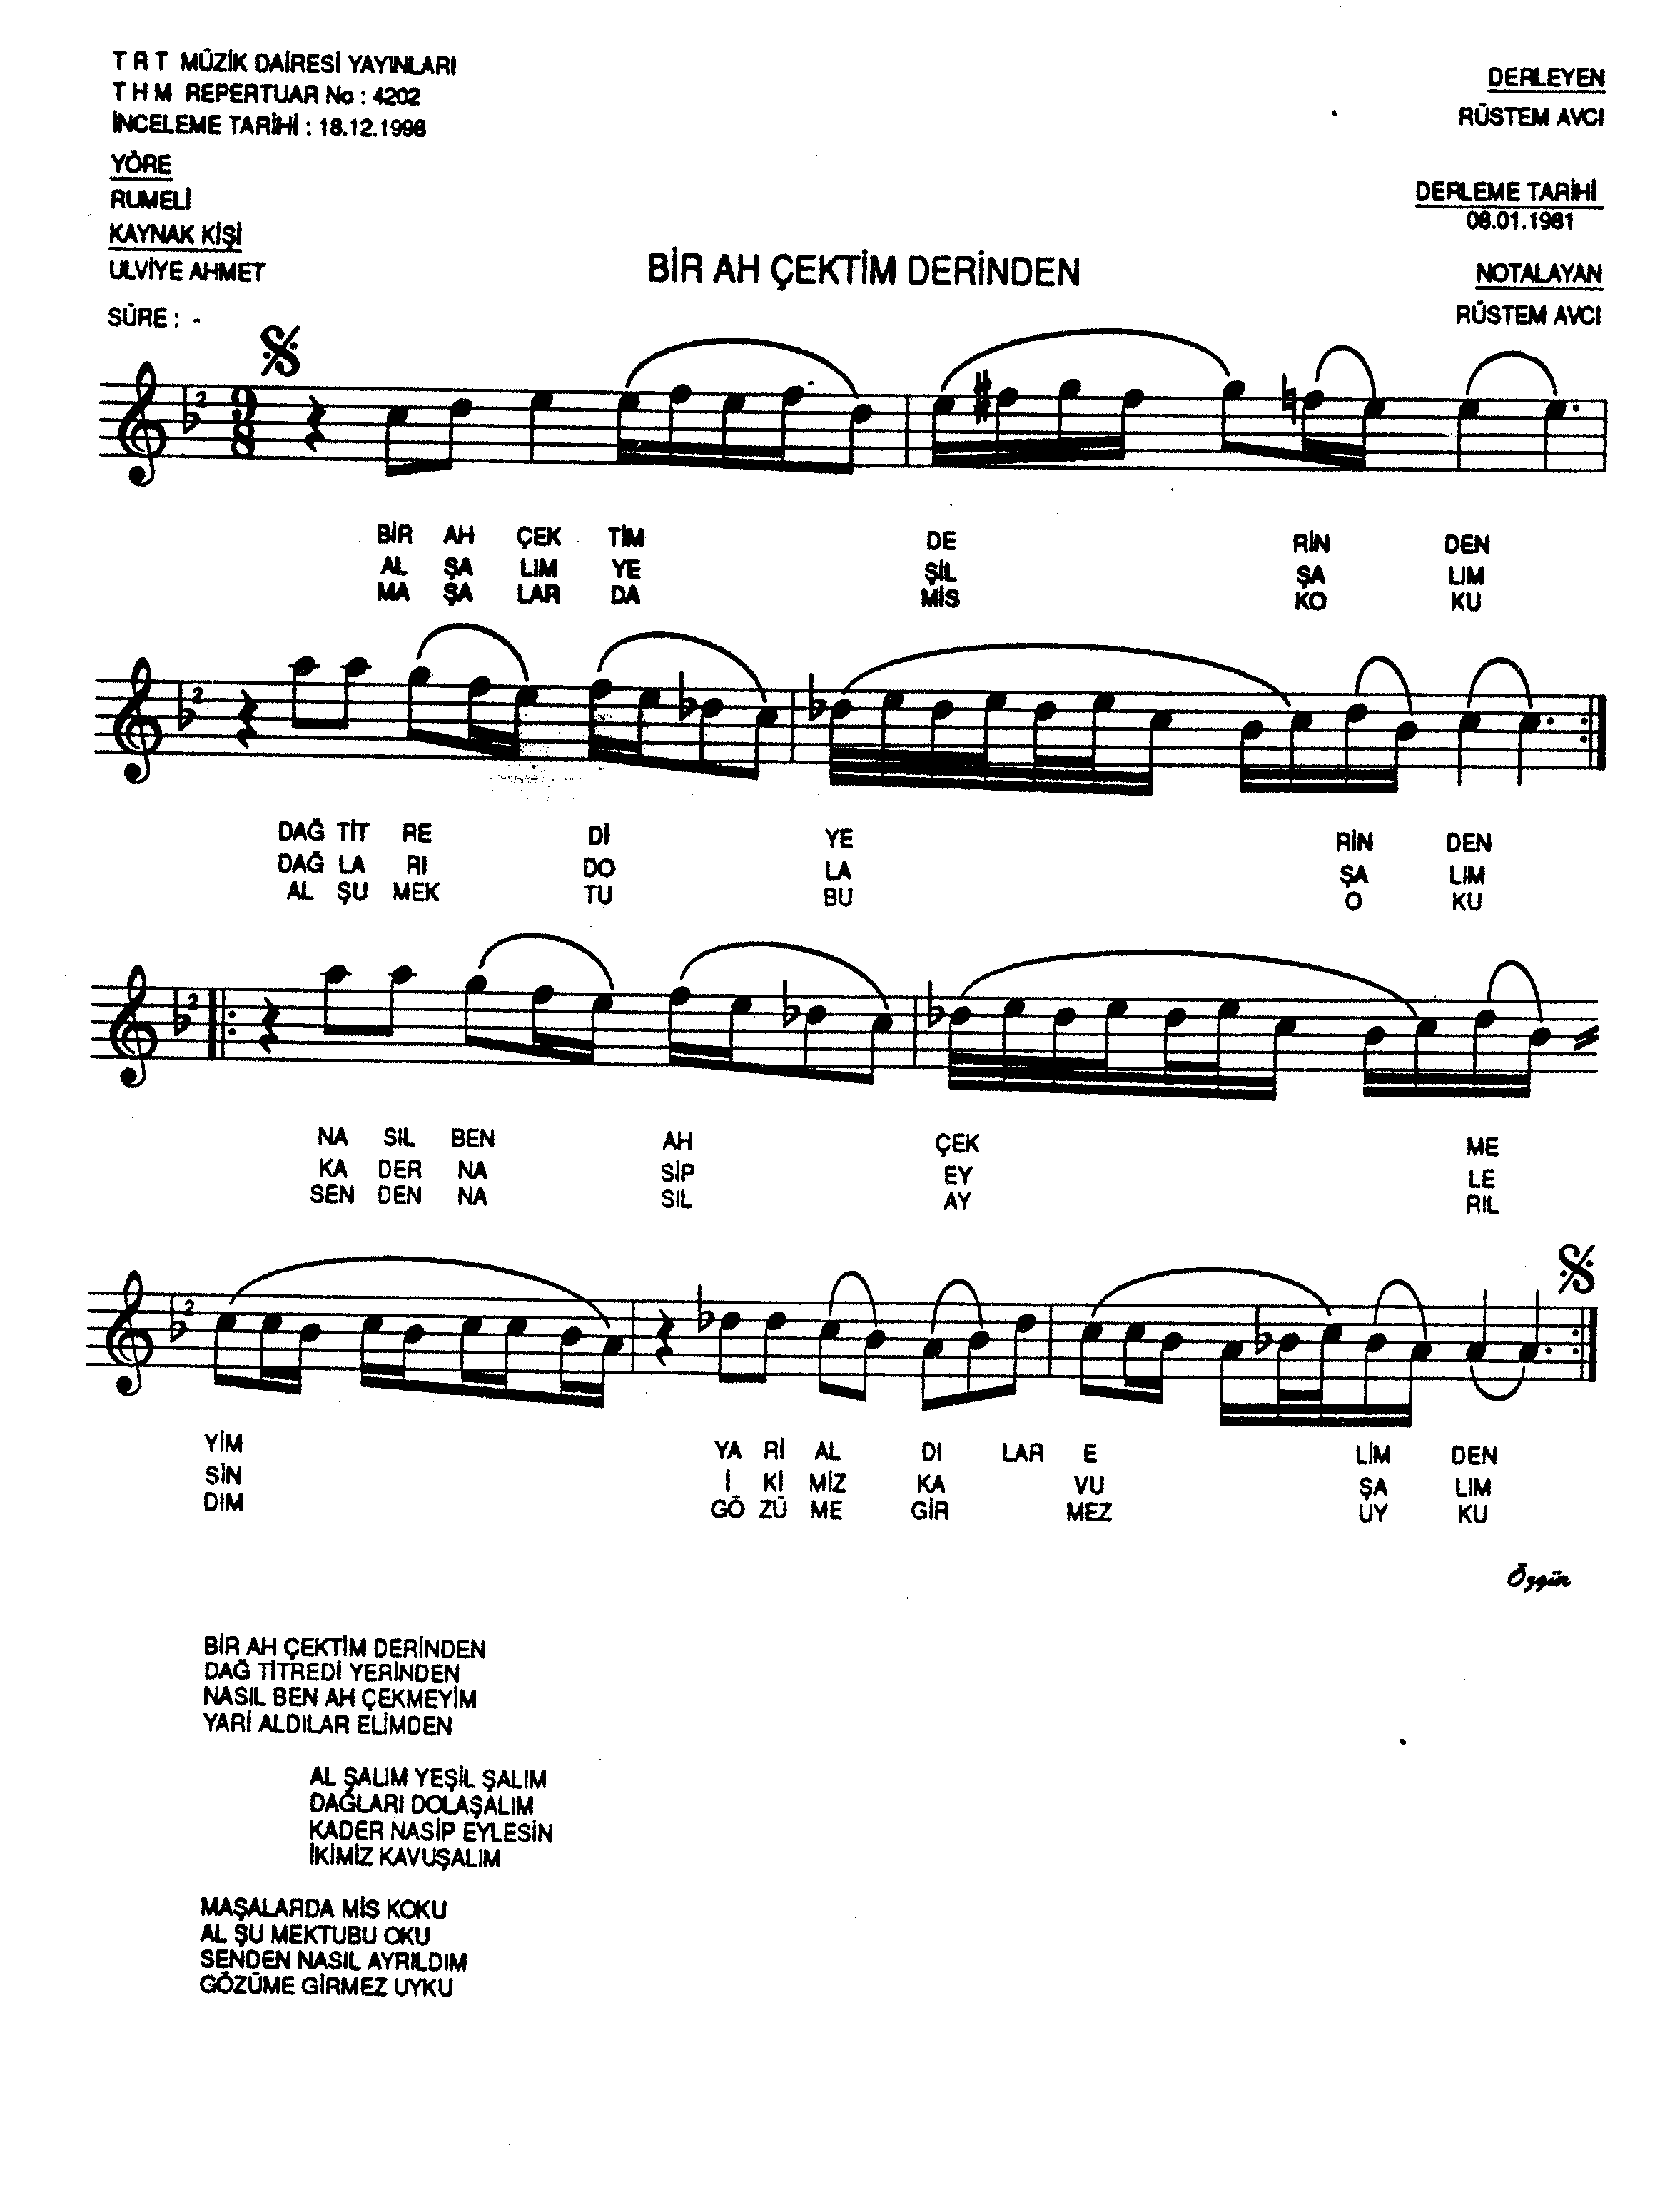 T R T MÜZİK DAİRESİ YAYINLARI
T H M REPERTUAR No : 4202
İNCELEME TARİHİ : 18.12.1996
YÖRE
RUMELİ
KAYNAK KİŞİ
ULVİYE AHMET
SÜRE : -
DERLEYEN
RÜSTEM AVCI
DERLEME TARİHİ
08.01.1981
NOTALAYAN
RÜSTEM AVCI
BİR AH ÇEKTİM DERİNDEN
2 9 8
BİR AH ÇEK TİM DE RİN DEN
AL ŞA LIM YE ŞİL ŞA LIM
MA ŞA LAR DA MİS KO KU
2
DAĞ TİT RE Dİ YE RİN DEN
DAĞ LA RI DO LA ŞA LIM
AL ŞU MEK TU BU O KU
2
NA SIL BEN AH ÇEK ME
KA DER NA SİP EY LE
SEN DEN NA SIL AY RIL
2
YİM YA Rİ AL DI LAR E LİM DEN
SİN İ Kİ MİZ KA VU ŞA LIM
DIM GÖ ZÜ ME GİR MEZ UY KU
Özgün
BİR AH ÇEKTİM DERİNDEN
DAĞ TİTREDİ YERİNDEN
NASIL BEN AH ÇEKMEYİM
YARİ ALDILAR ELİMDEN
AL ŞALIM YEŞİL ŞALIM
DAĞLARI DOLAŞALIM
KADER NASİP EYLESİN
İKİMİZ KAVUŞALIM
MAŞALARDA MİS KOKU
AL ŞU MEKTUBU OKU
SENDEN NASIL AYRILDIM
GÖZÜME GİRMEZ UYKU